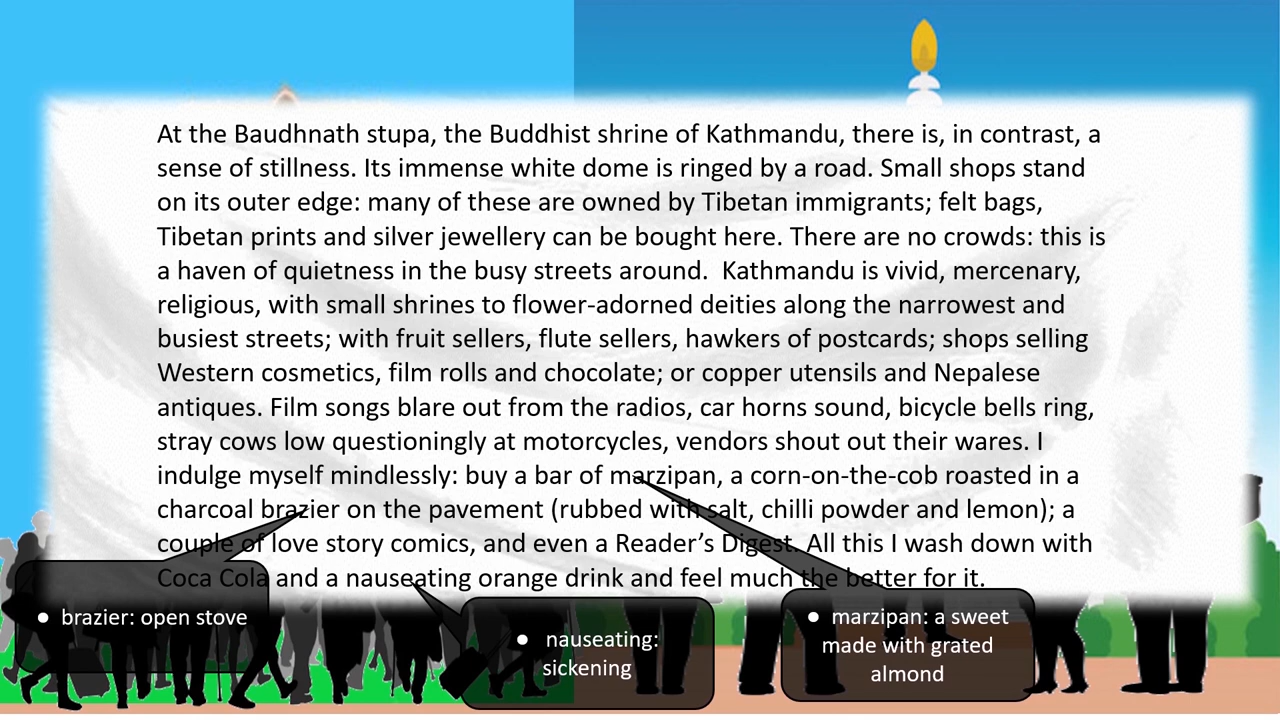 At the Baudhnath stupa, the Buddhist shrine of Kathmandu, there is, in contrast, a
sense of stillness. Its immense white dome is ringed by a road. Small shops stand
on its outer edge: many of these are owned by Tibetan immigrants; felt bags,
Tibetan prints and silver jewellery can be bought here. There are no crowds: this is
a haven of quietness in the busy streets around.  Kathmandu is vivid, mercenary,
religious, with small shrines to flower-adorned deities along the narrowest and
busiest streets; with fruit sellers, flute sellers, hawkers of postcards; shops selling
Western cosmetics, film rolls and chocolate; or copper utensils and Nepalese
antiques. Film songs blare out from the radios, car horns sound, bicycle bells ring,
stray cows low questioningly at motorcycles, vendors shout out their wares. I
indulge myself mindlessly: buy a bar of marzipan, a corn-on-the-cob roasted in a
charcoal brazier on the pavement (rubbed with salt, chilli powder and lemon); a
couple of love story comics, and even a Reader’s Digest. All this I wash down with
Coca Cola and a nauseating orange drink and feel much the better for it.
● brazier: open stove
● nauseating:
sickening
● marzipan: a sweet
made with grated
almond